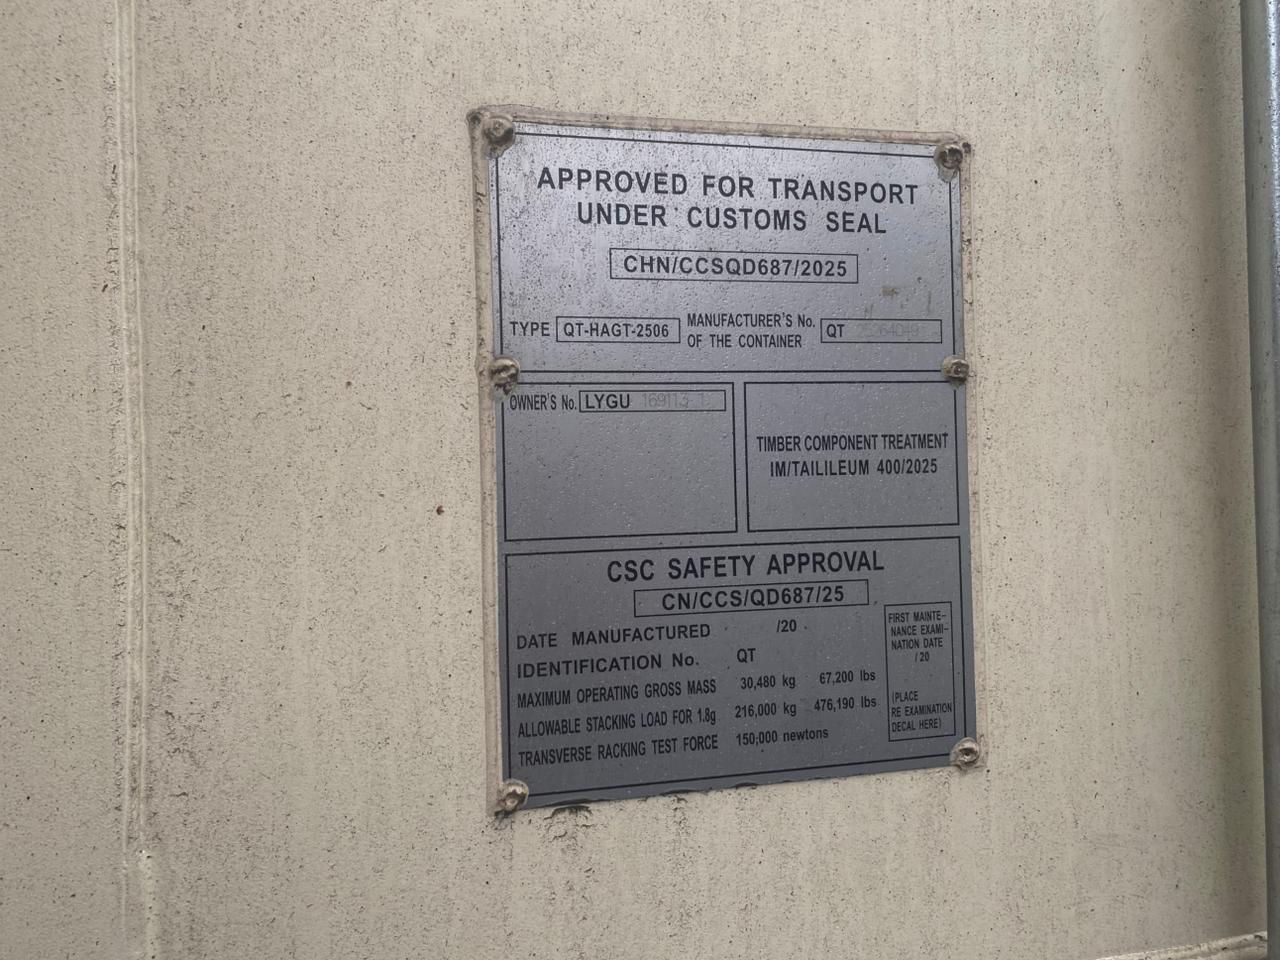 APPROVED FOR TRANSPORT
UNDER CUSTOMS SEAL
CHN/CCSQD687/2025
TYPE QT-HAGT-2506 MANUFACTURER'S No.
OF THE CONTAINER QT
OWNER'S No. LYGU 169113 1
TIMBER COMPONENT TREATMENT
IM/TAILILEUM 400/2025
CSC SAFETY APPROVAL
CN/CCS/QD687/25
DATE MANUFACTURED /20
IDENTIFICATION No. QT
MAXIMUM OPERATING GROSS MASS 30,480 kg 67,200 lbs
ALLOWABLE STACKING LOAD FOR 1.8g 216,000 kg 476,190 lbs
TRANSVERSE RACKING TEST FORCE 150,000 newtons
FIRST MAINTE-
NANCE EXAMI-
NATION DATE
/20
(PLACE
RE EXAMINATION
DECAL HERE)